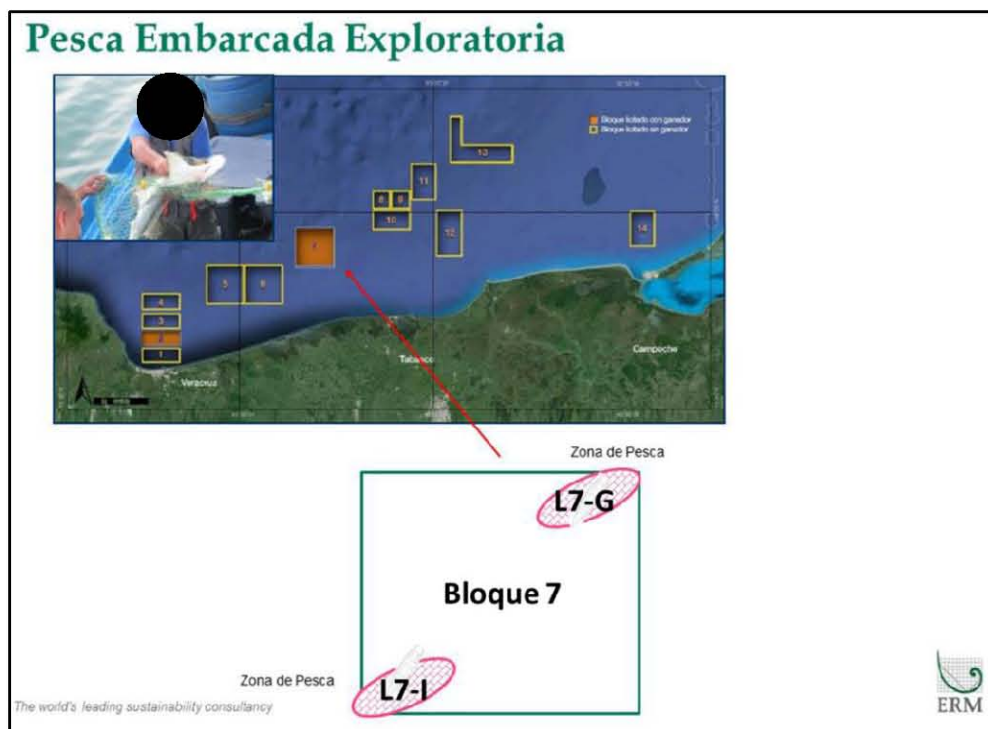 Pesca Embarcada Exploratoria
Bloque licitado con ganador
Bloque licitado sin ganador
13
11
8
9
10
12
14
7
5
6
4
3
2
1
Tabasco
Campeche
Veracruz
Zona de Pesca
L7-G
Bloque 7
Zona de Pesca
L7-I
The world's leading sustainability consultancy
ERM